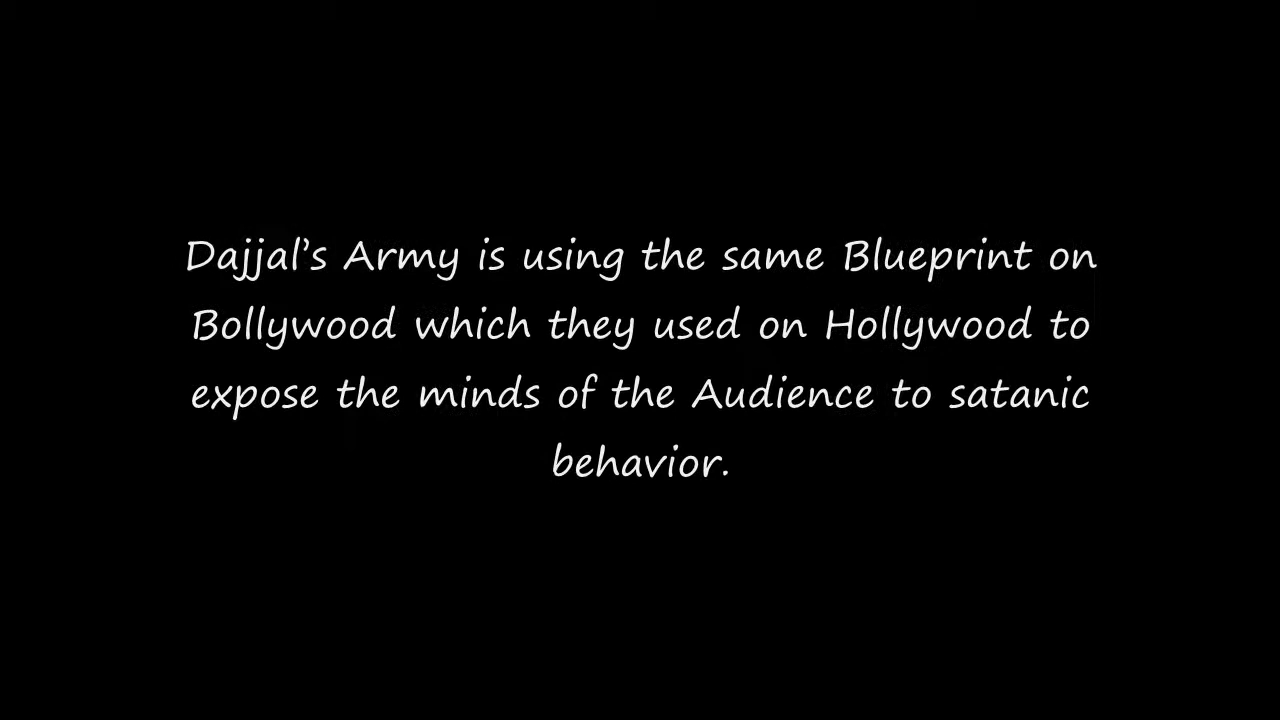 Dajjal's Army is using the same Blueprint on
Bollywood which they used on Hollywood to
expose the minds of the Audience to satanic
behavior.